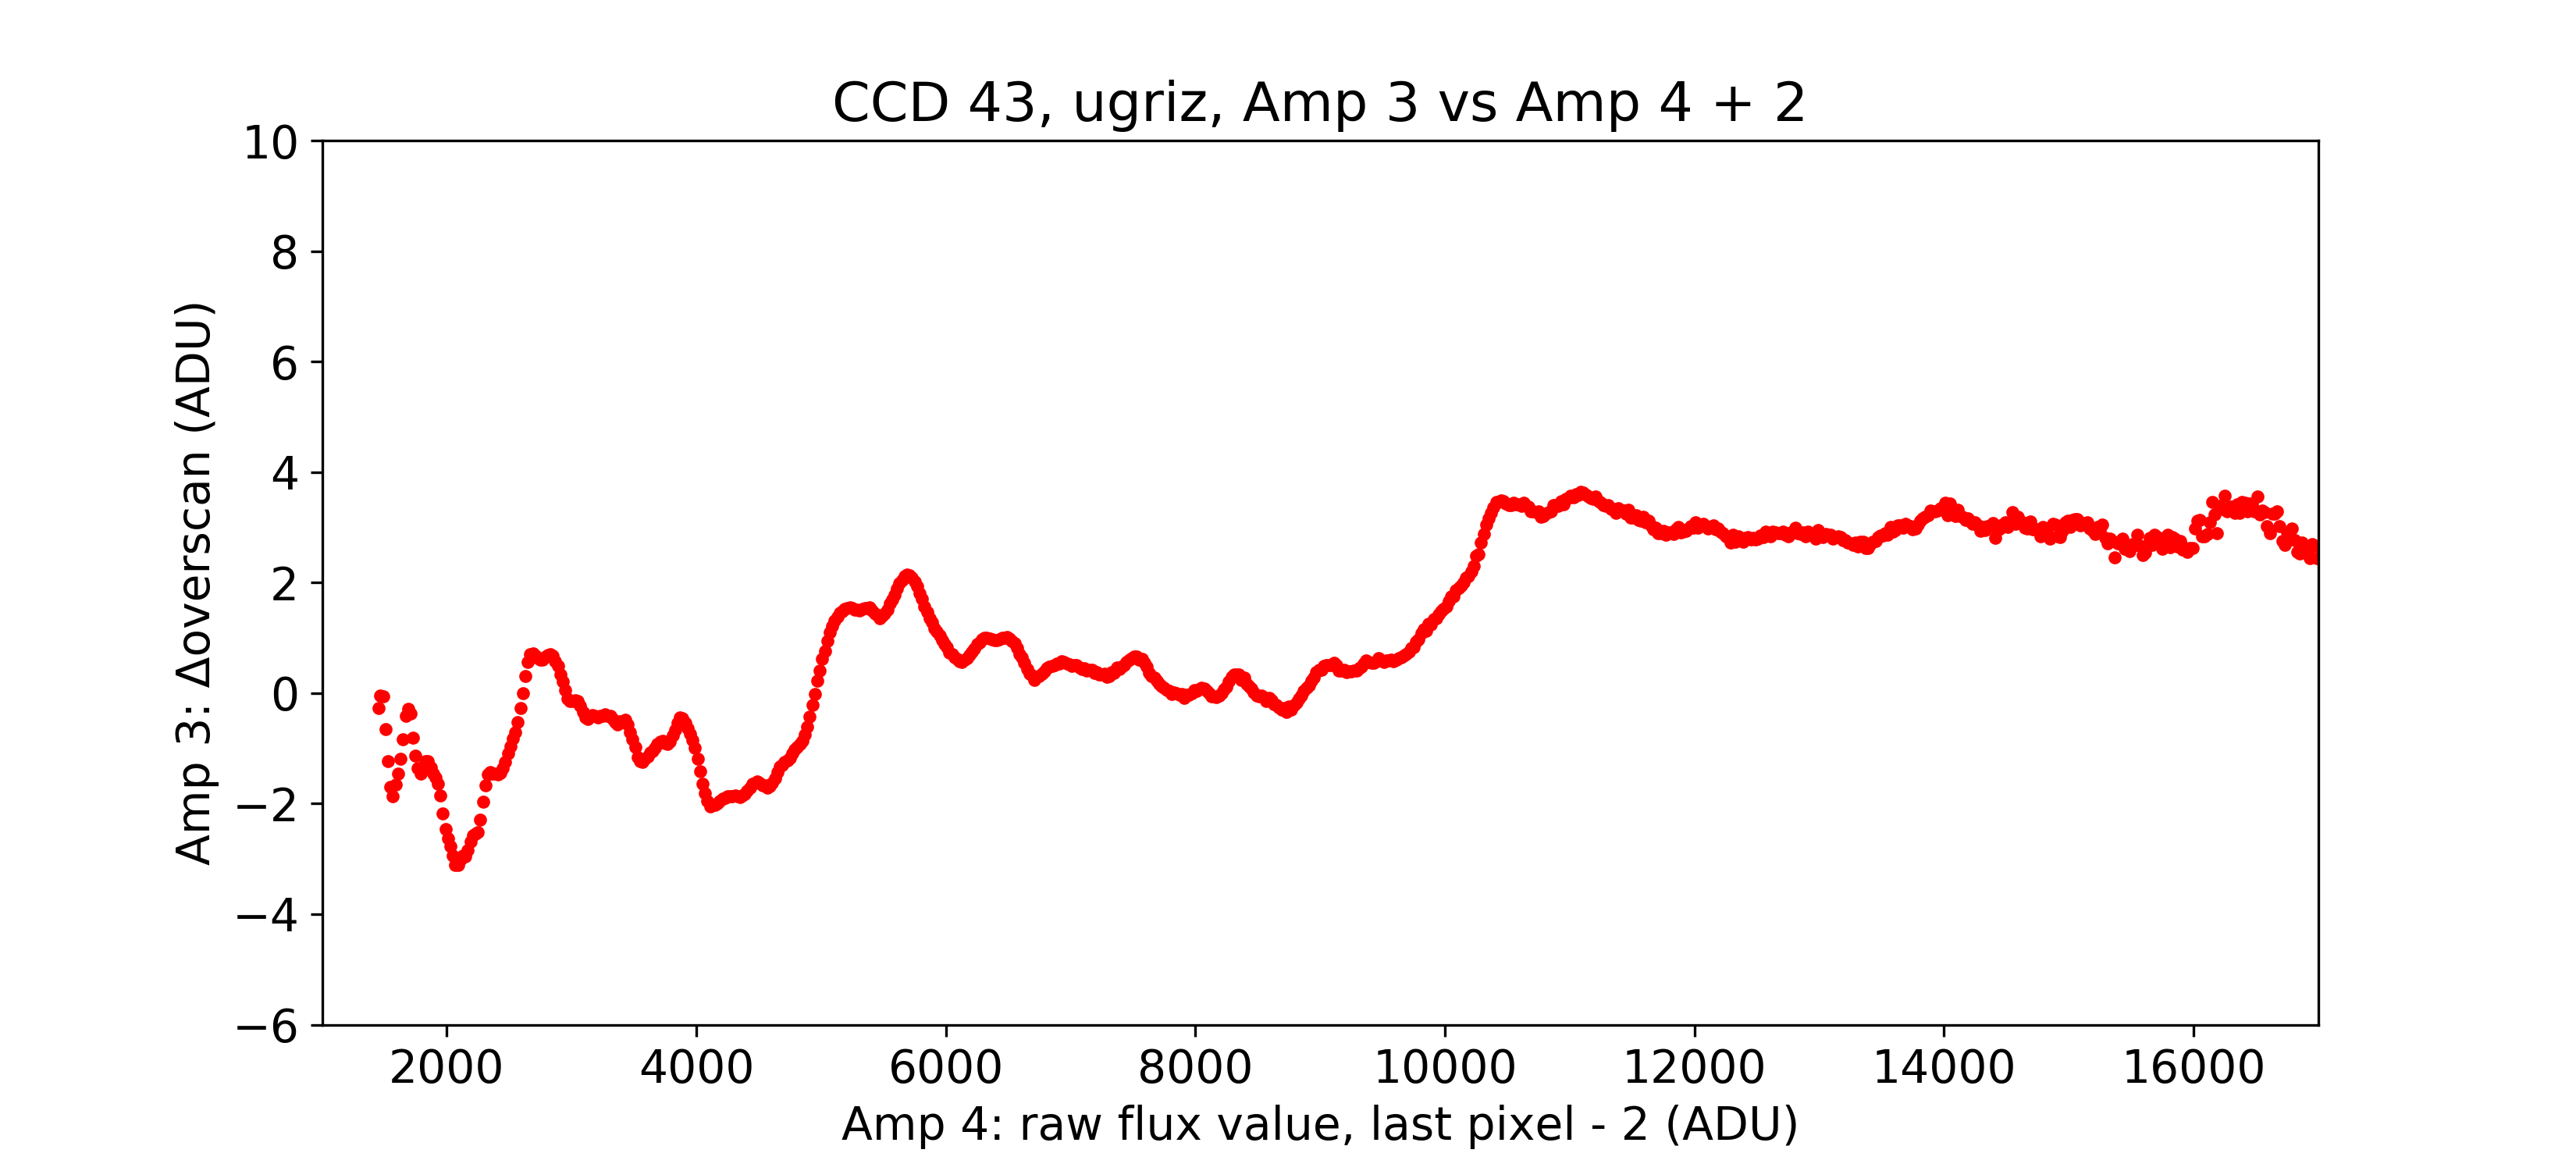 CCD 43, ugriz, Amp 3 vs Amp 4 + 2
10
8
6
4
2
0
−2
−4
−6
Amp 3: Δoverscan (ADU)
2000 4000 6000 8000 10000 12000 14000 16000
Amp 4: raw flux value, last pixel - 2 (ADU)